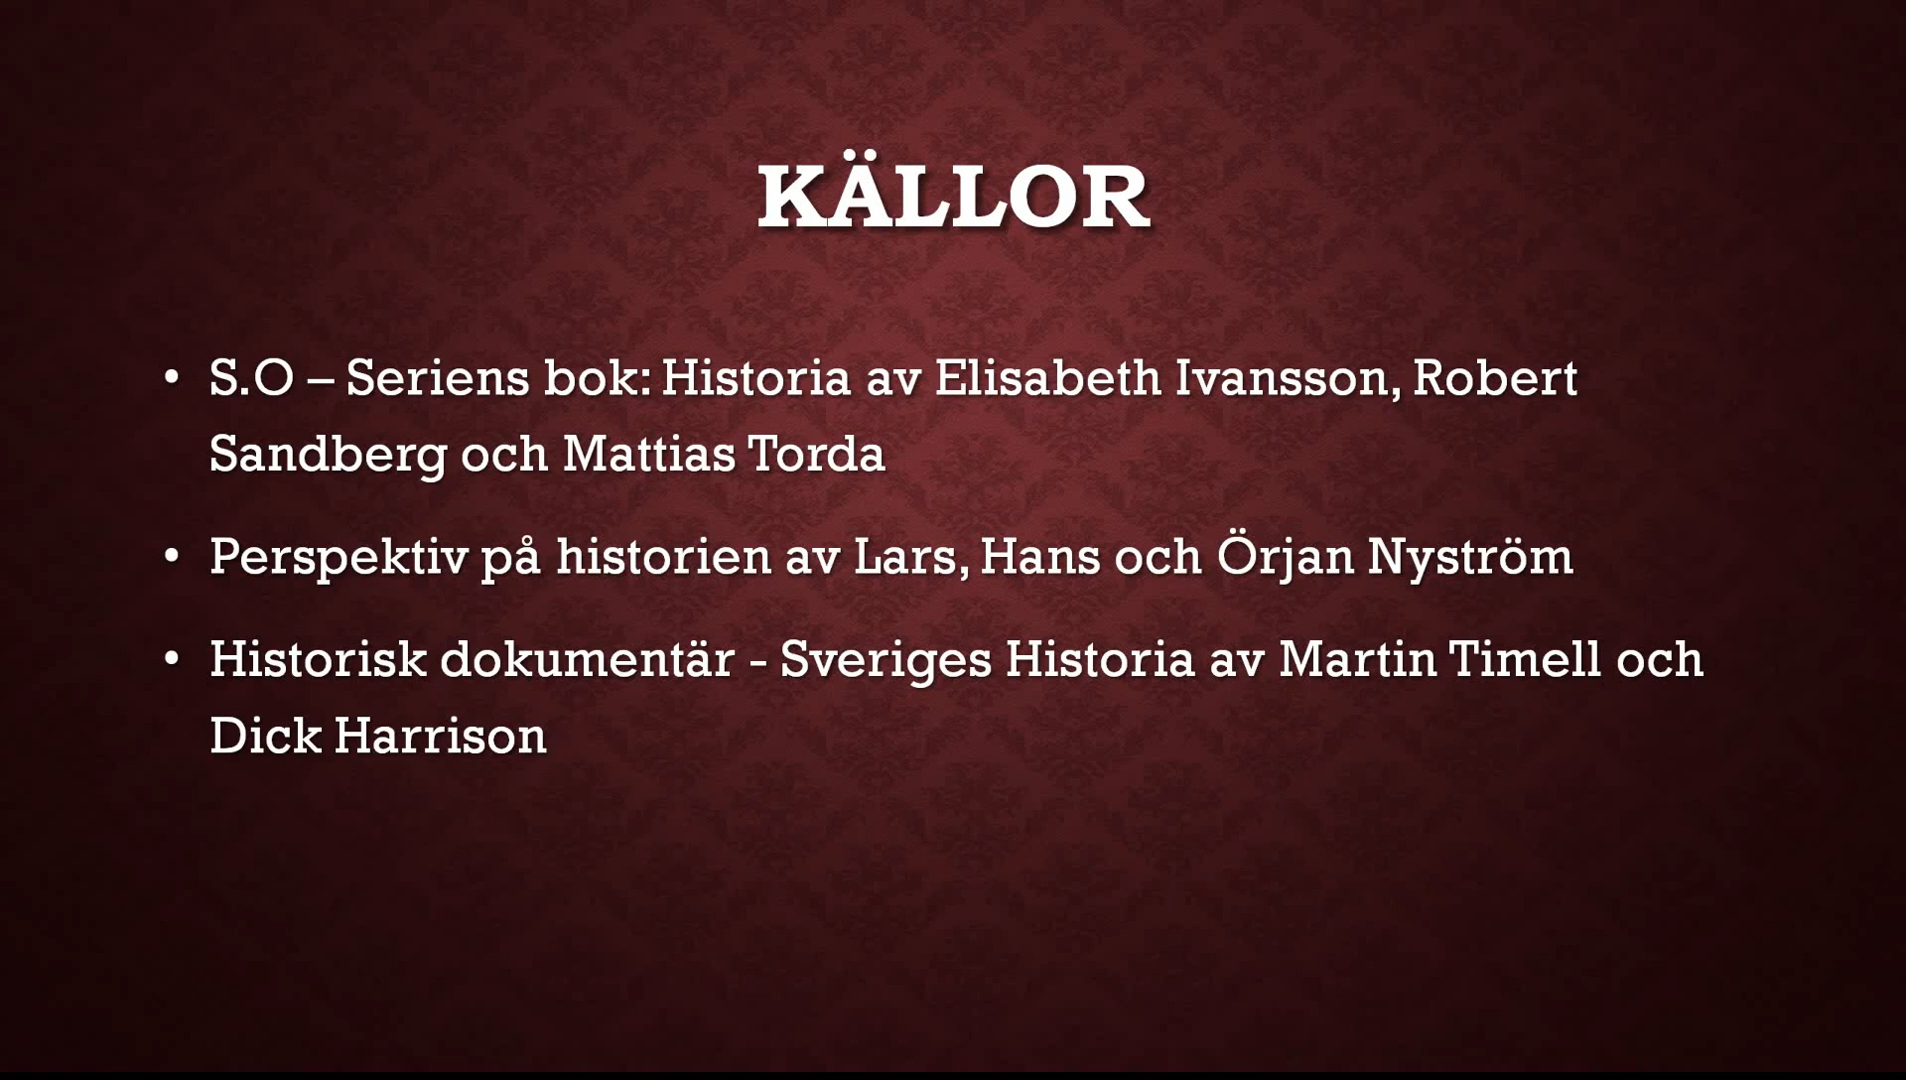 KÄLLOR
• S.O – Seriens bok: Historia av Elisabeth Ivansson, Robert
Sandberg och Mattias Torda
• Perspektiv på historien av Lars, Hans och Örjan Nyström
• Historisk dokumentär - Sveriges Historia av Martin Timell och
Dick Harrison